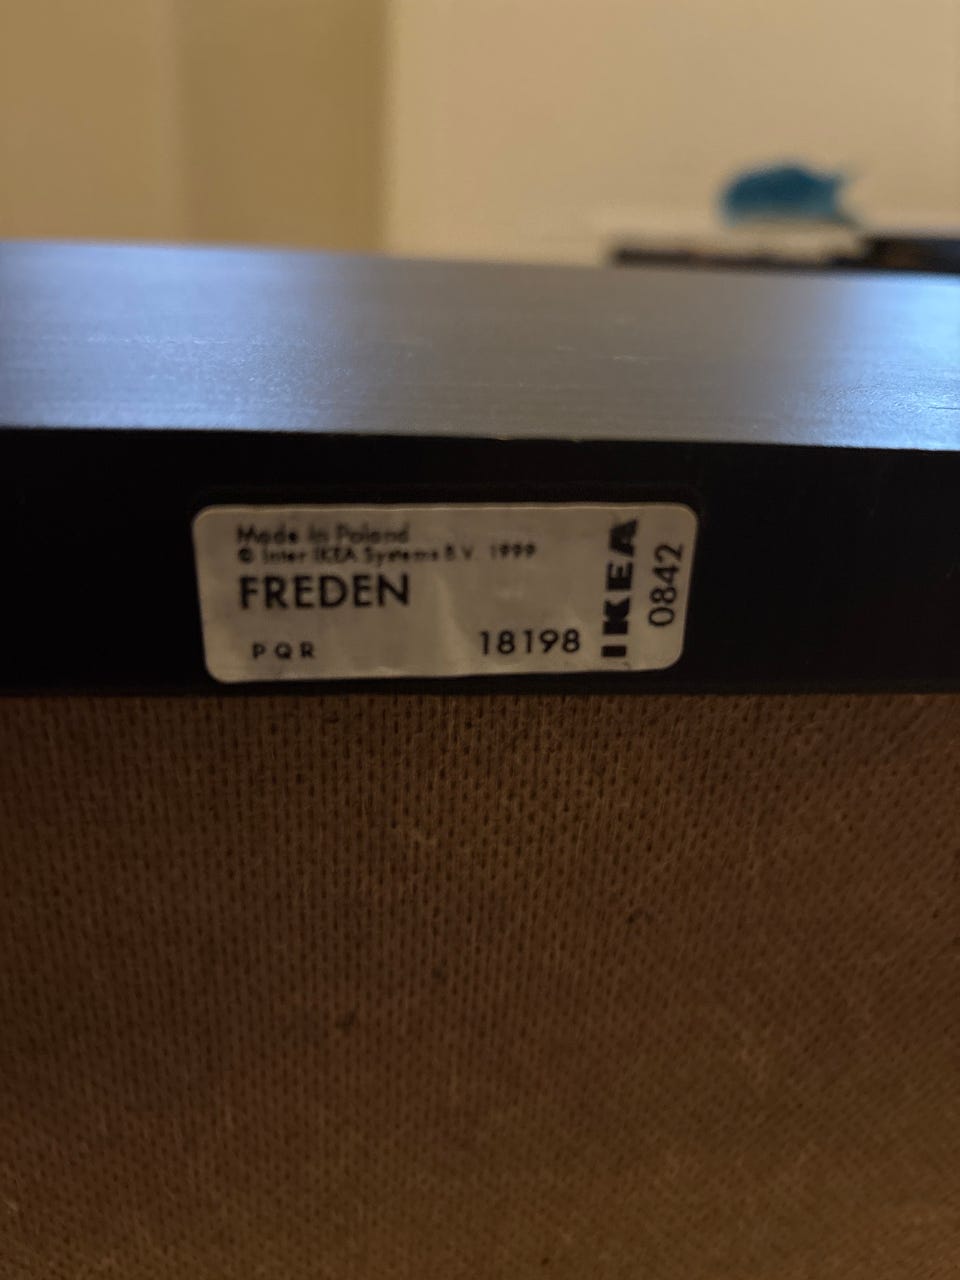 Made in Poland
© Inter IKEA Systems B.V. 1999
FREDEN
PQR 18198
IKEA
0842